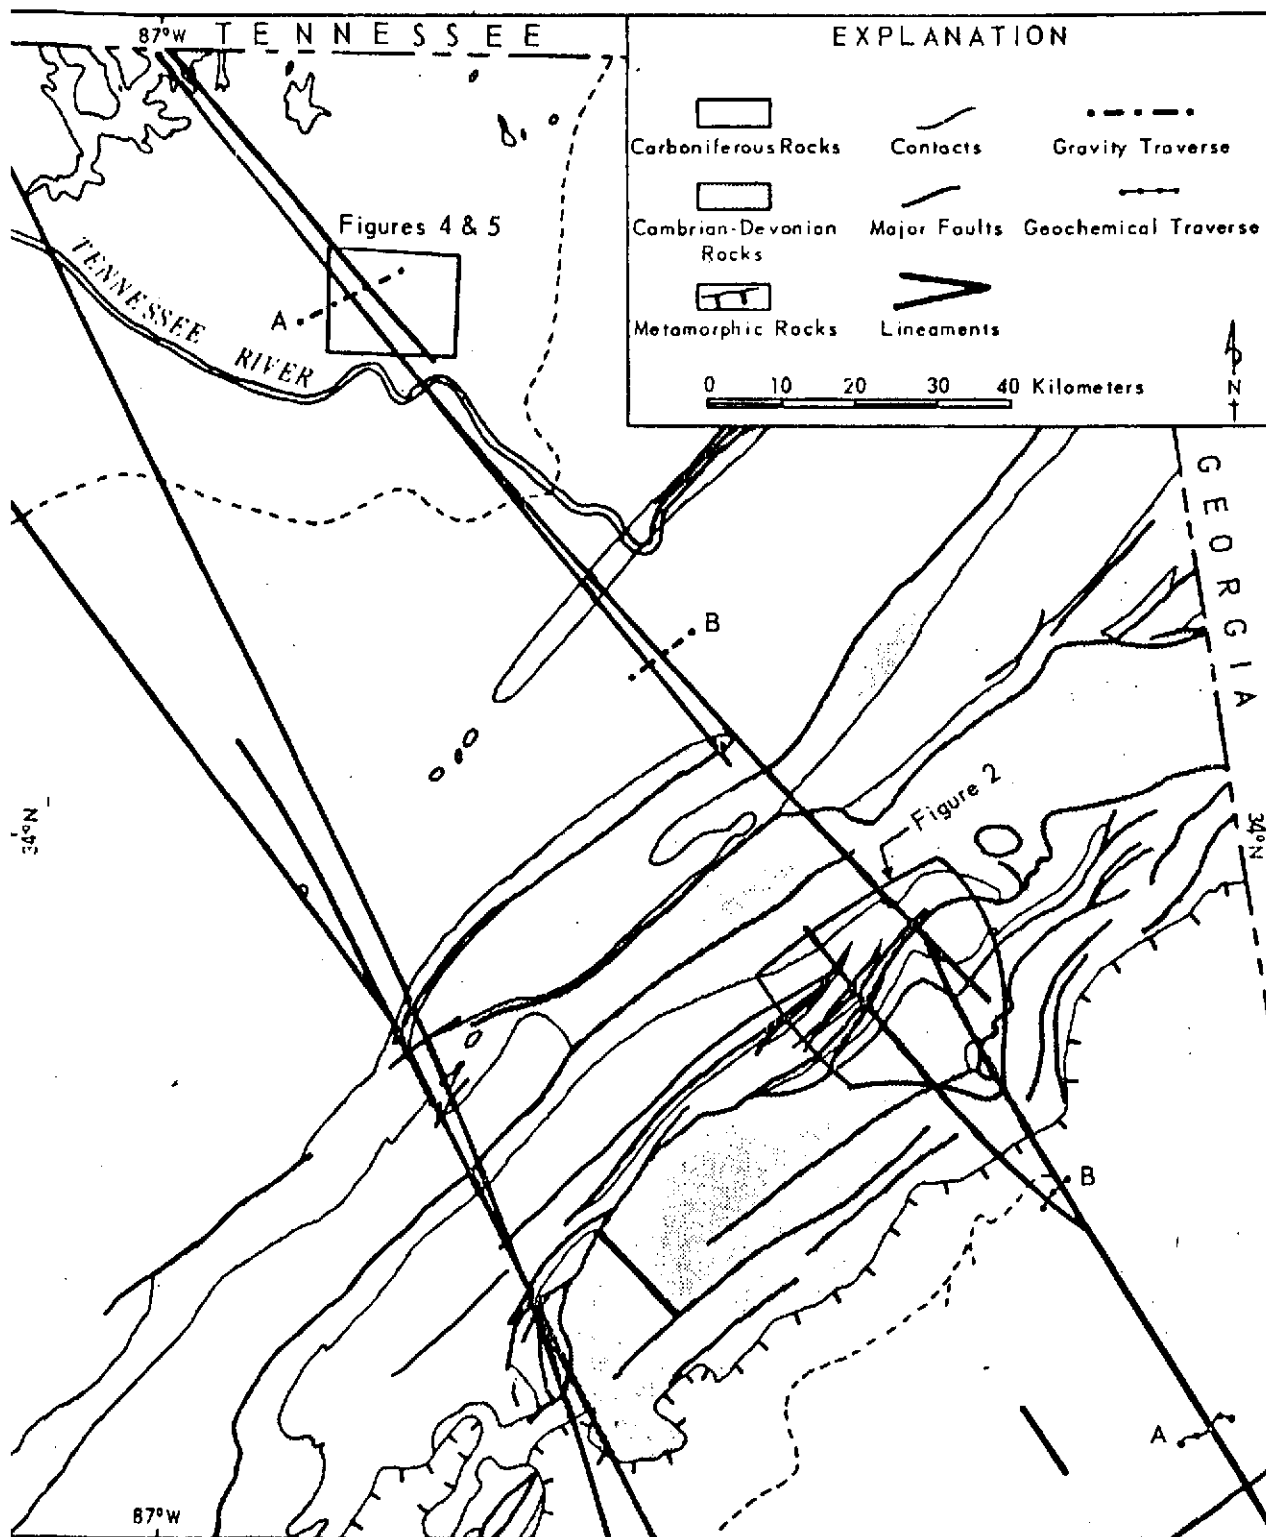 87°W
TENNESSEE
EXPLANATION
Carboniferous Rocks
Contacts
Gravity Traverse
Cambrian-Devonian
Rocks
Major Faults
Geochemical Traverse
Metamorphic Rocks
Lineaments
0 10 20 30 40 Kilometers
N
Figures 4 & 5
A
TENNESSEE RIVER
GEORGIA
B
Figure 2
34°N
34°N
B
A
87°W